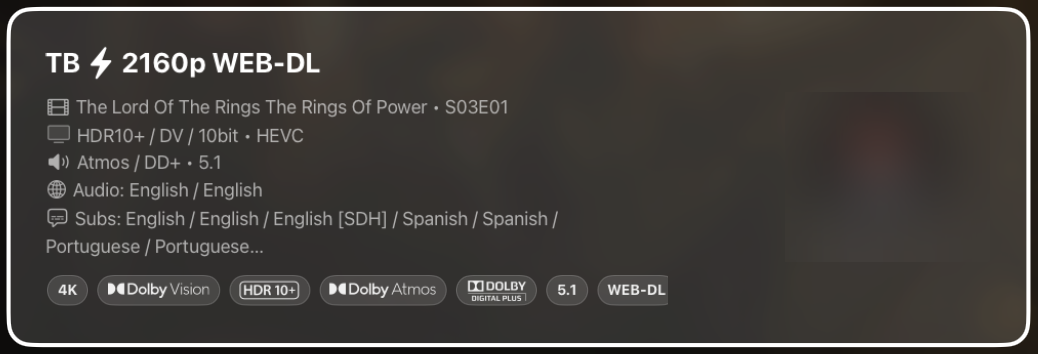 TB ⚡ 2160p WEB-DL
The Lord Of The Rings The Rings Of Power • S03E01
HDR10+ / DV / 10bit • HEVC
Atmos / DD+ • 5.1
Audio: English / English
Subs: English / English / English [SDH] / Spanish / Spanish /
Portuguese / Portuguese...
4K Dolby Vision HDR 10+ Dolby Atmos DOLBY DIGITAL PLUS 5.1 WEB-DL